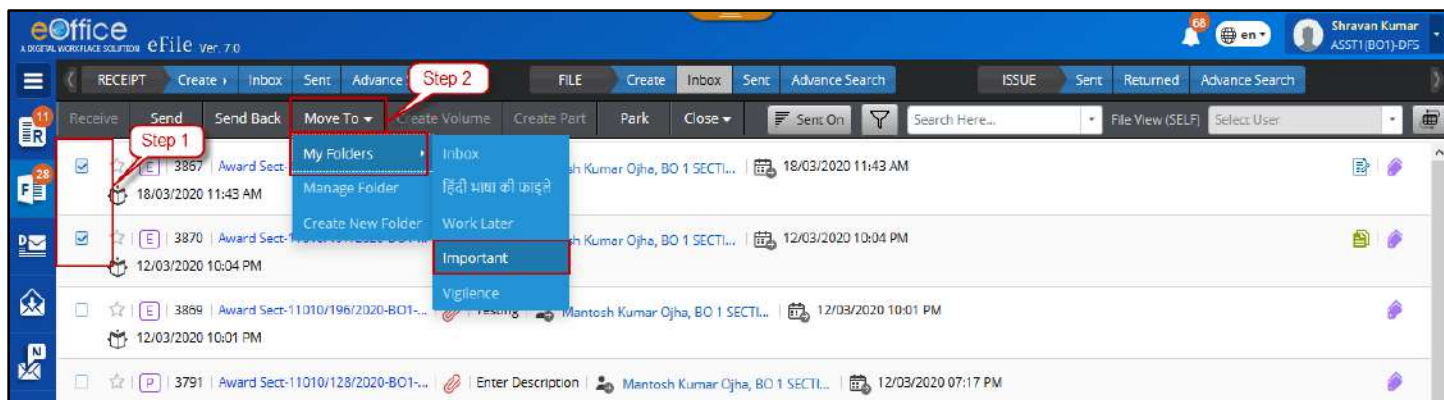 eOffice
A DIGITAL WORKPLACE SOLUTION eFile Ver. 7.0
68 en Shravan Kumar
ASST1(BO1)-DFS
RECEIPT Create Inbox Sent Advance Step 2 FILE Create Inbox Sent Advance Search ISSUE Sent Returned Advance Search
11 R Receive Send Send Back Move To Create Volume Create Part Park Close Sent On Search Here... File View (SELF) Select User
Step 1
My Folders Inbox
28 F E 3867 Award Sect- sh Kumar Ojha, BO 1 SECTI... 18/03/2020 11:43 AM
18/03/2020 11:43 AM Manage Folder हिंदी भाषा की फाइलें
Create New Folder Work Later
D E 3870 Award Sect- sh Kumar Ojha, BO 1 SECTI... 12/03/2020 10:04 PM
12/03/2020 10:04 PM Important
Vigilence
E 3869 Award Sect-11010/196/2020-BO1-... Testing Mantosh Kumar Ojha, BO 1 SECTI... 12/03/2020 10:01 PM
12/03/2020 10:01 PM
N
P 3791 Award Sect-11010/128/2020-BO1-... Enter Description Mantosh Kumar Ojha, BO 1 SECTI... 12/03/2020 07:17 PM